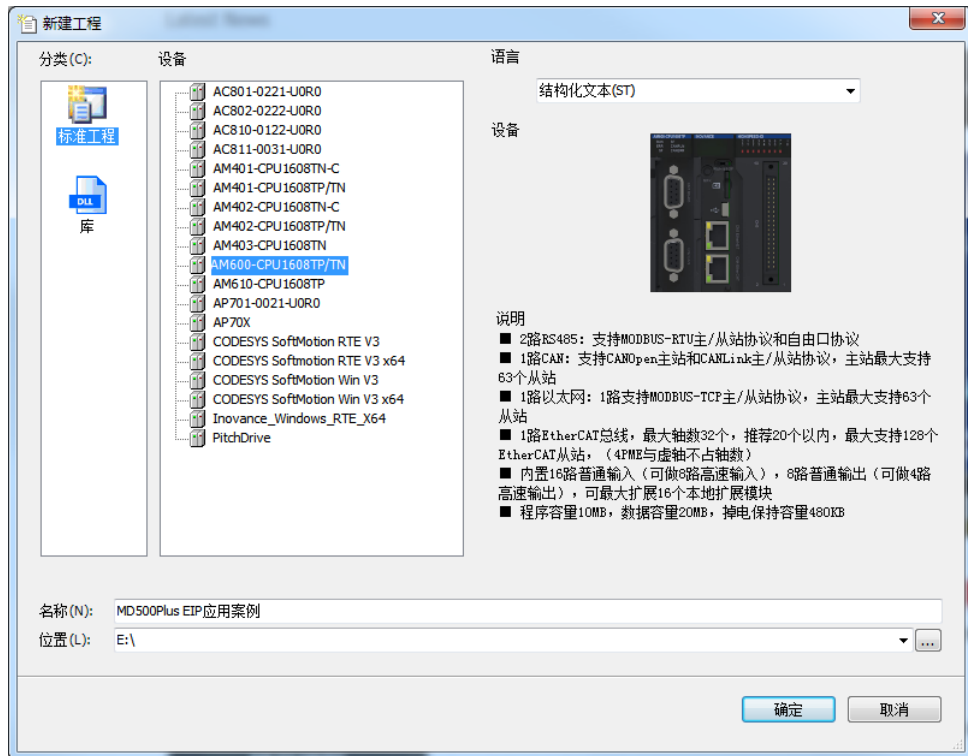 新建工程
分类(C):
设备
语言
标准工程
DLL
库
AC801-0221-U0R0
AC802-0222-U0R0
AC810-0122-U0R0
AC811-0031-U0R0
AM401-CPU1608TN-C
AM401-CPU1608TP/TN
AM402-CPU1608TN-C
AM402-CPU1608TP/TN
AM403-CPU1608TN
AM600-CPU1608TP/TN
AM610-CPU1608TP
AP701-0021-U0R0
AP70X
CODESYS SoftMotion RTE V3
CODESYS SoftMotion RTE V3 x64
CODESYS SoftMotion Win V3
CODESYS SoftMotion Win V3 x64
Inovance_Windows_RTE_X64
PitchDrive
结构化文本(ST)
设备
说明
■ 2路RS485：支持MODBUS-RTU主/从站协议和自由口协议
■ 1路CAN：支持CANOpen主站和CANLink主/从站协议，主站最大支持
63个从站
■ 1路以太网：1路支持MODBUS-TCP主/从站协议，主站最大支持63个
从站
■ 1路EtherCAT总线，最大轴数32个，推荐20个以内，最大支持128个
EtherCAT从站，（4PME与虚轴不占轴数）
■ 内置16路普通输入（可做8路高速输入），8路普通输出（可做4路
高速输出），可最大扩展16个本地扩展模块
■ 程序容量10MB，数据容量20MB，掉电保持容量480KB
名称(N): MD500Plus EIP应用案例
位置(L): E:\
...
确定
取消